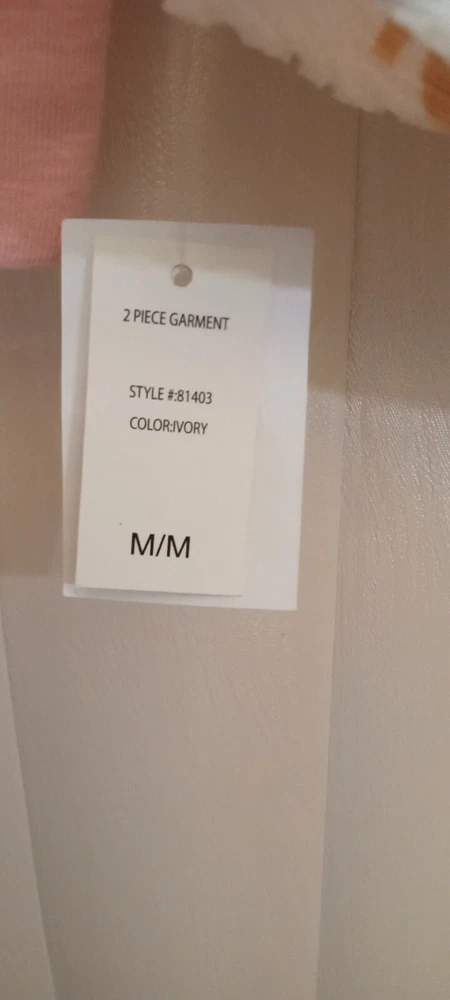 2 PIECE GARMENT
STYLE #:81403
COLOR:IVORY
M/M